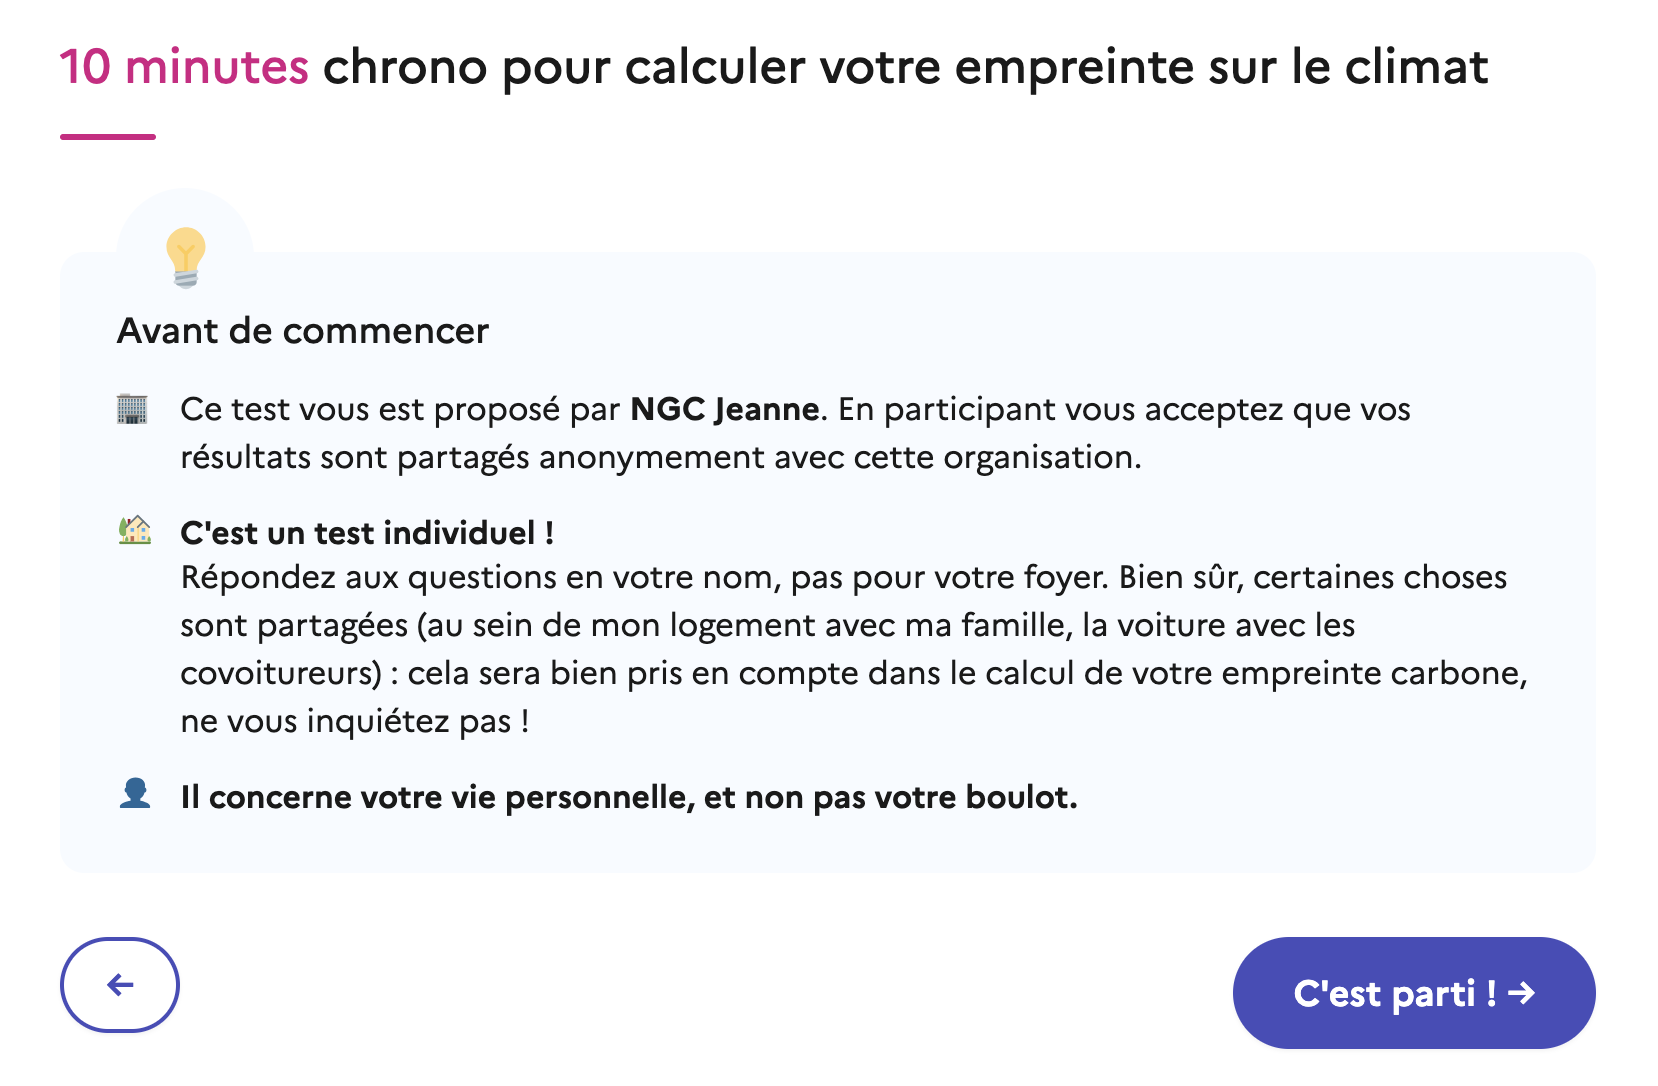 10 minutes chrono pour calculer votre empreinte sur le climat
Avant de commencer
Ce test vous est proposé par NGC Jeanne. En participant vous acceptez que vos
résultats sont partagés anonymement avec cette organisation.
C'est un test individuel !
Répondez aux questions en votre nom, pas pour votre foyer. Bien sûr, certaines choses
sont partagées (au sein de mon logement avec ma famille, la voiture avec les
covoitureurs) : cela sera bien pris en compte dans le calcul de votre empreinte carbone,
ne vous inquiétez pas !
Il concerne votre vie personnelle, et non pas votre boulot.
← 
C'est parti ! →